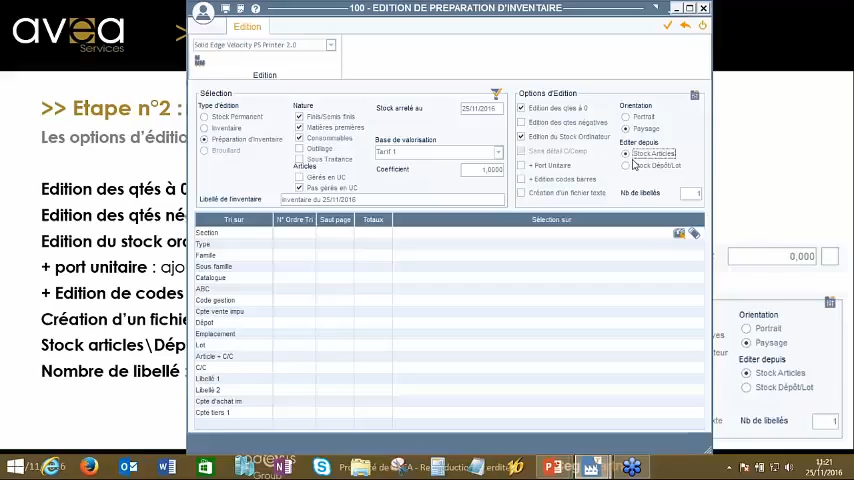 avea
Services
>> Etape n°2 :
Les options d'éditio
Edition des qtés à 0
Edition des qtés né
Edition du stock ord
+ port unitaire : ajo
+ Edition de codes
Création d'un fichie
Stock articles\Dép
Nombre de libellé :
100 - EDITION DE PREPARATION D'INVENTAIRE
Edition
Solid Edge Velocity PS Printer 2.0
Edition
Sélection
Type d'édition
Stock Permanent
Inventaire
Préparation d'inventaire
Brouillard
Nature
Finis/Semi finis
Matières premières
Consommables
Outillage
Sous Traitance
Articles
Gérés en UC
Pas gérés en UC
Stock arreté au
25/11/2016
Base de valorisation
Tarif 1
Coefficient
1,0000
Libellé de l'inventaire
Inventaire du 25/11/2016
Options d'Edition
Edition des qtés à 0
Edition des qtes négatives
Edition du Stock Ordinateur
Sans détail C/Comp
+ Port Unitaire
+ Edition codes barres
Création d'un fichier texte
Orientation
Portrait
Paysage
Editer depuis
Stock Articles
Stock Dépôt/Lot
Nb de libellés
1
Tri sur
N° Ordre Tri
Saut page
Totaux
Sélection sur
Section
Type
Famille
Sous famille
Catalogue
ABC
Code gestion
Cpte vente impu
Dépot
Emplacement
Lot
Article + C/C
C/C
Libellé 1
Libellé 2
Cpte d'achat im
Cpte tiers 1
0,000
Orientation
Portrait
Paysage
Editer depuis
Stock Articles
Stock Dépôt/Lot
Nb de libellés
1
11:21
25/11/2016